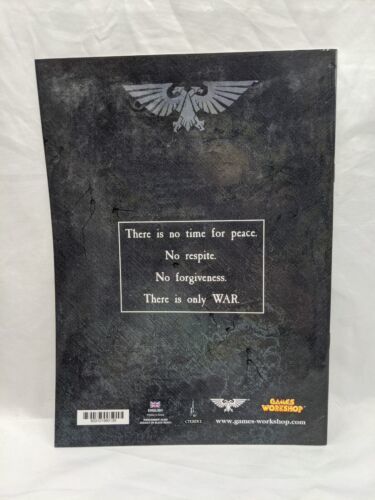 There is no time for peace.
No respite.
No forgiveness.
There is only WAR.
ENGLISH
CITADEL
GAMES
WORKSHOP
www.games-workshop.com